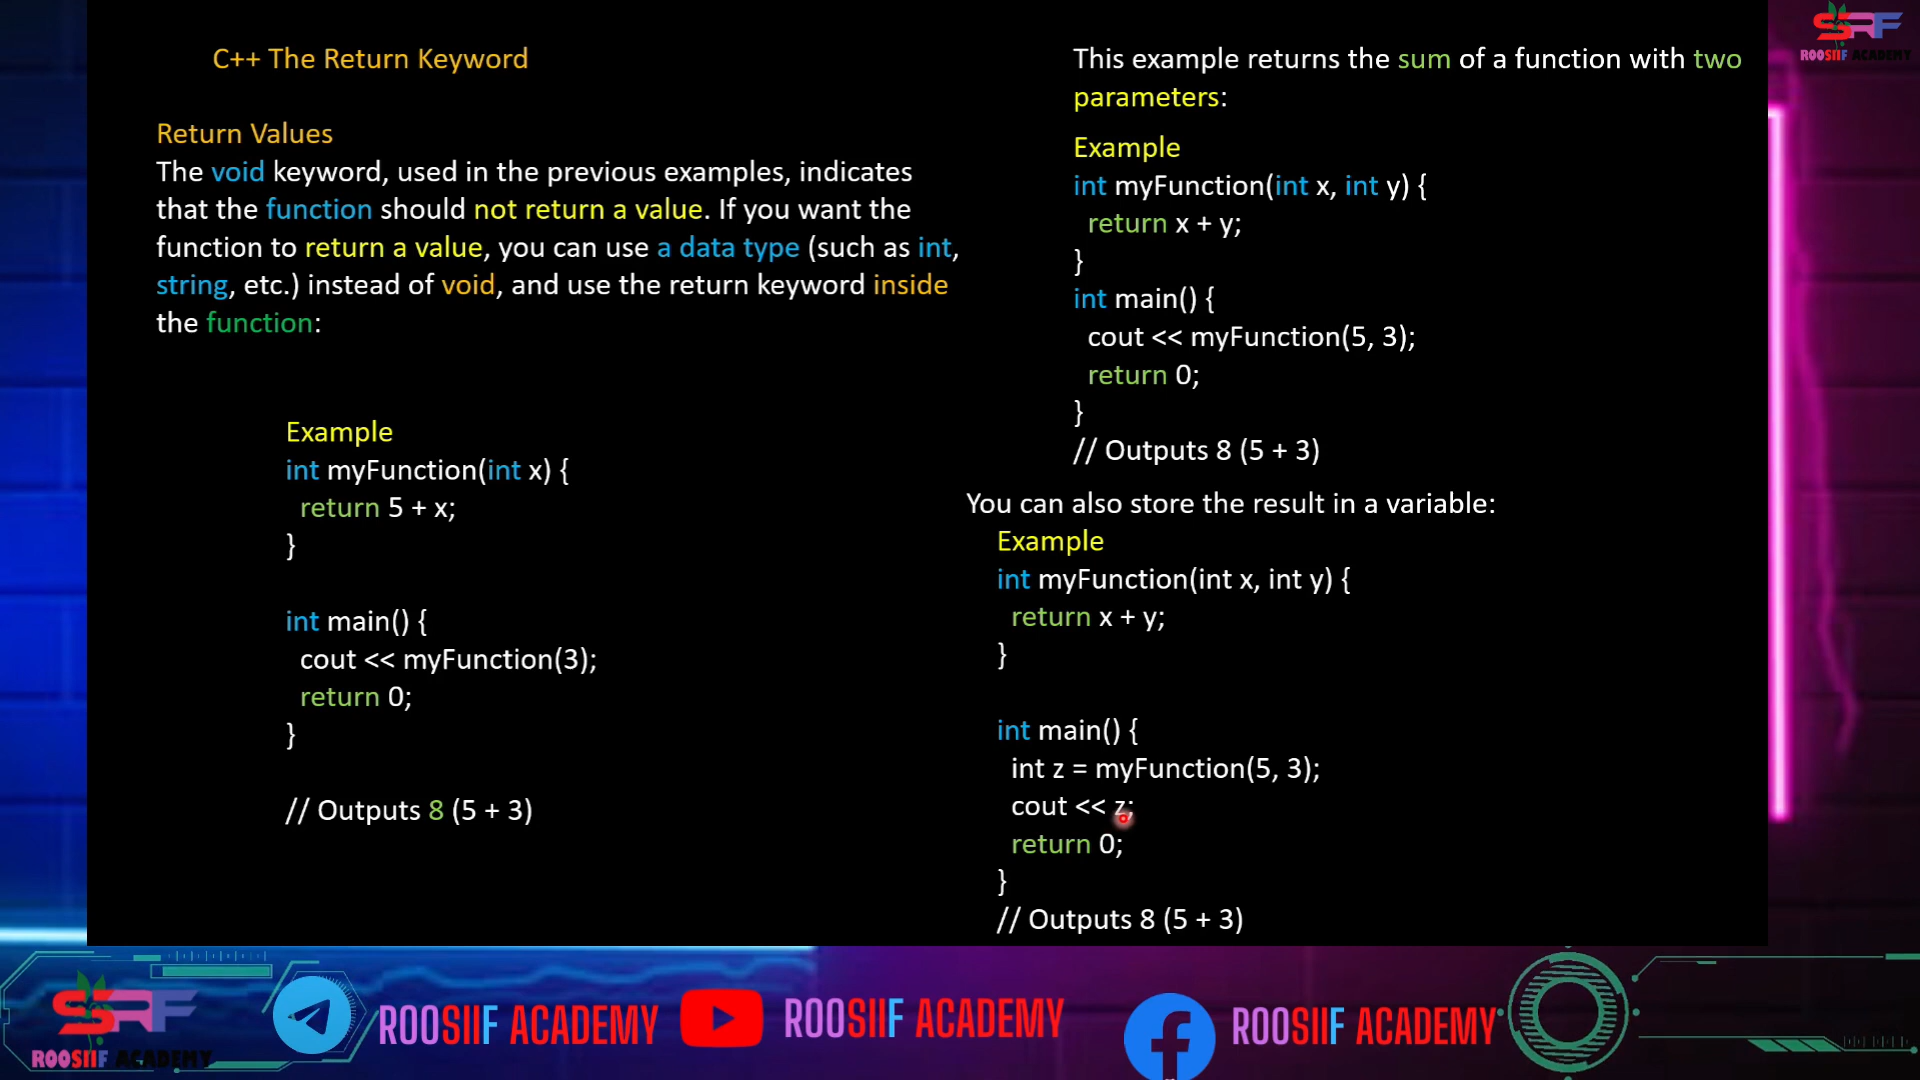 C++ The Return Keyword
Return Values
The void keyword, used in the previous examples, indicates
that the function should not return a value. If you want the
function to return a value, you can use a data type (such as int,
string, etc.) instead of void, and use the return keyword inside
the function:
Example
int myFunction(int x) {
return 5 + x;
}
int main() {
cout << myFunction(3);
return 0;
}
// Outputs 8 (5 + 3)
This example returns the sum of a function with two
parameters:
Example
int myFunction(int x, int y) {
return x + y;
}
int main() {
cout << myFunction(5, 3);
return 0;
}
// Outputs 8 (5 + 3)
You can also store the result in a variable:
Example
int myFunction(int x, int y) {
return x + y;
}
int main() {
int z = myFunction(5, 3);
cout << z;
return 0;
}
// Outputs 8 (5 + 3)
SRF
ROOSIIF ACADEMY
SRF
ROOSIIF ACADEMY
ROOSIIF ACADEMY
ROOSIIF ACADEMY
ROOSIIF ACADEMY